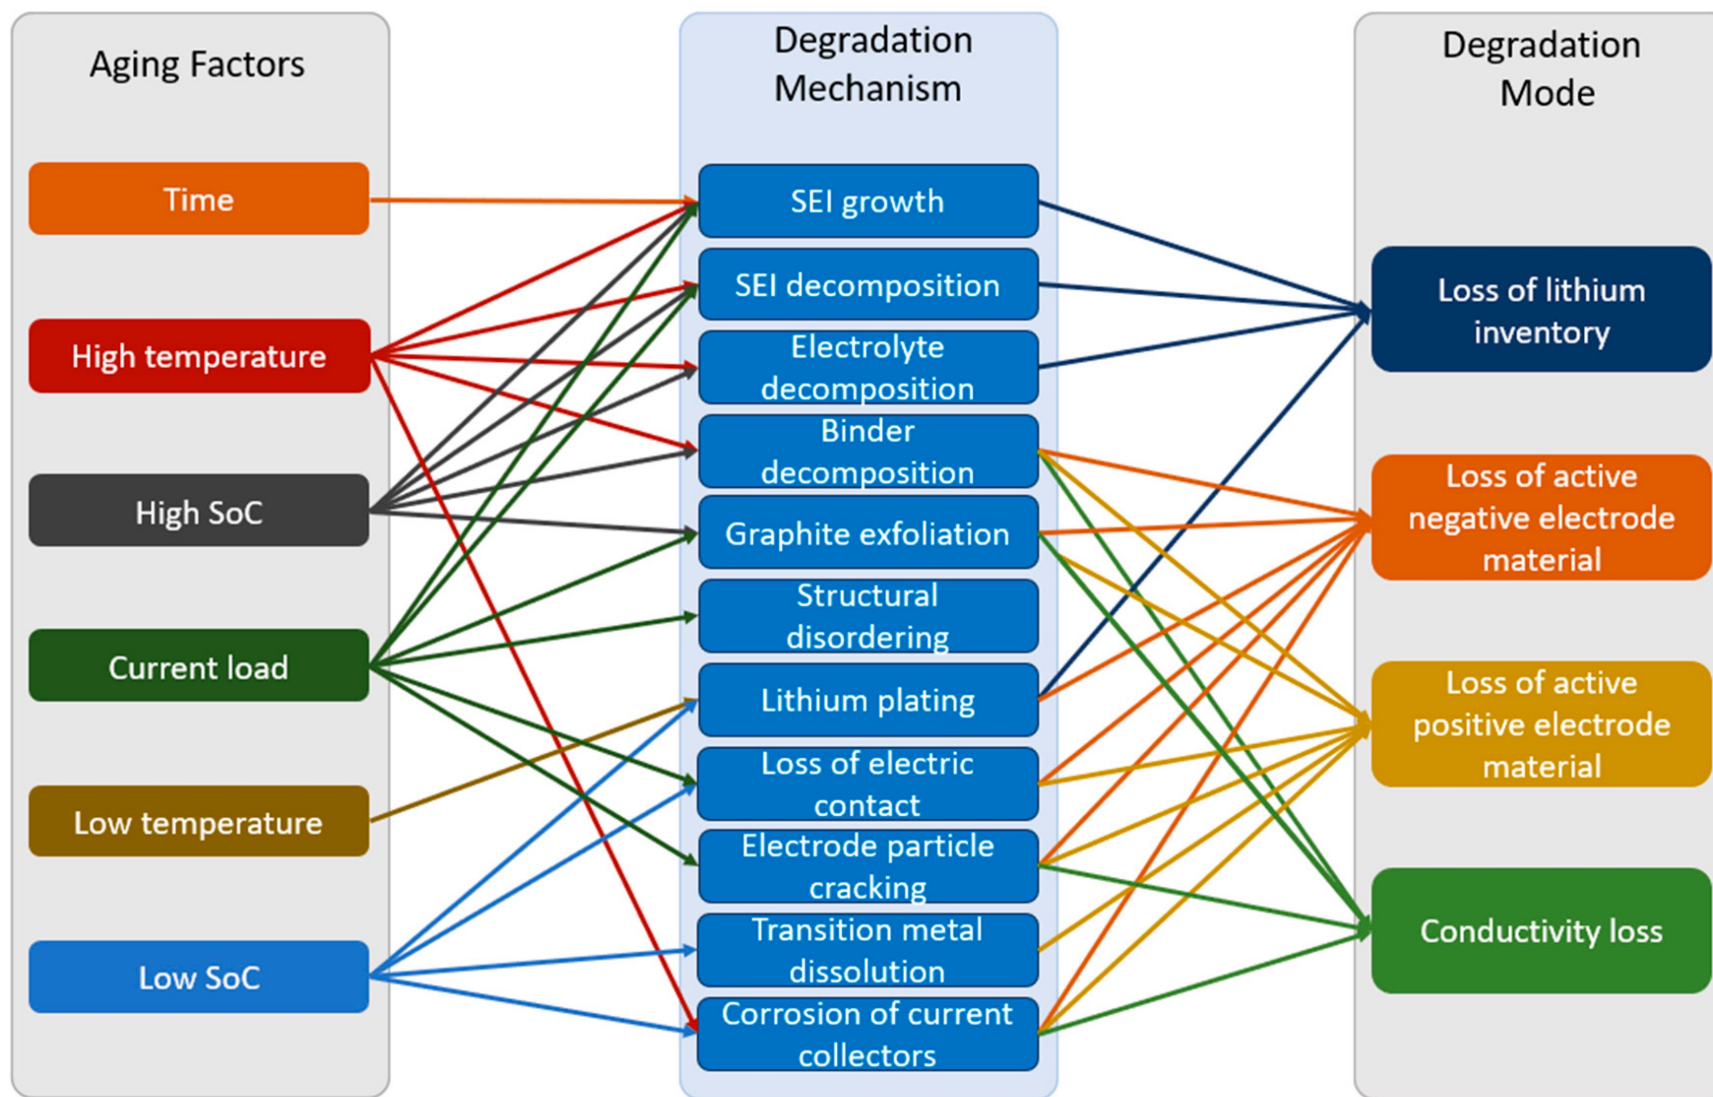 Aging Factors
Time
High temperature
High SoC
Current load
Low temperature
Low SoC
Degradation
Mechanism
SEI growth
SEI decomposition
Electrolyte
decomposition
Binder
decomposition
Graphite exfoliation
Structural
disordering
Lithium plating
Loss of electric
contact
Electrode particle
cracking
Transition metal
dissolution
Corrosion of current
collectors
Degradation
Mode
Loss of lithium
inventory
Loss of active
negative electrode
material
Loss of active
positive electrode
material
Conductivity loss